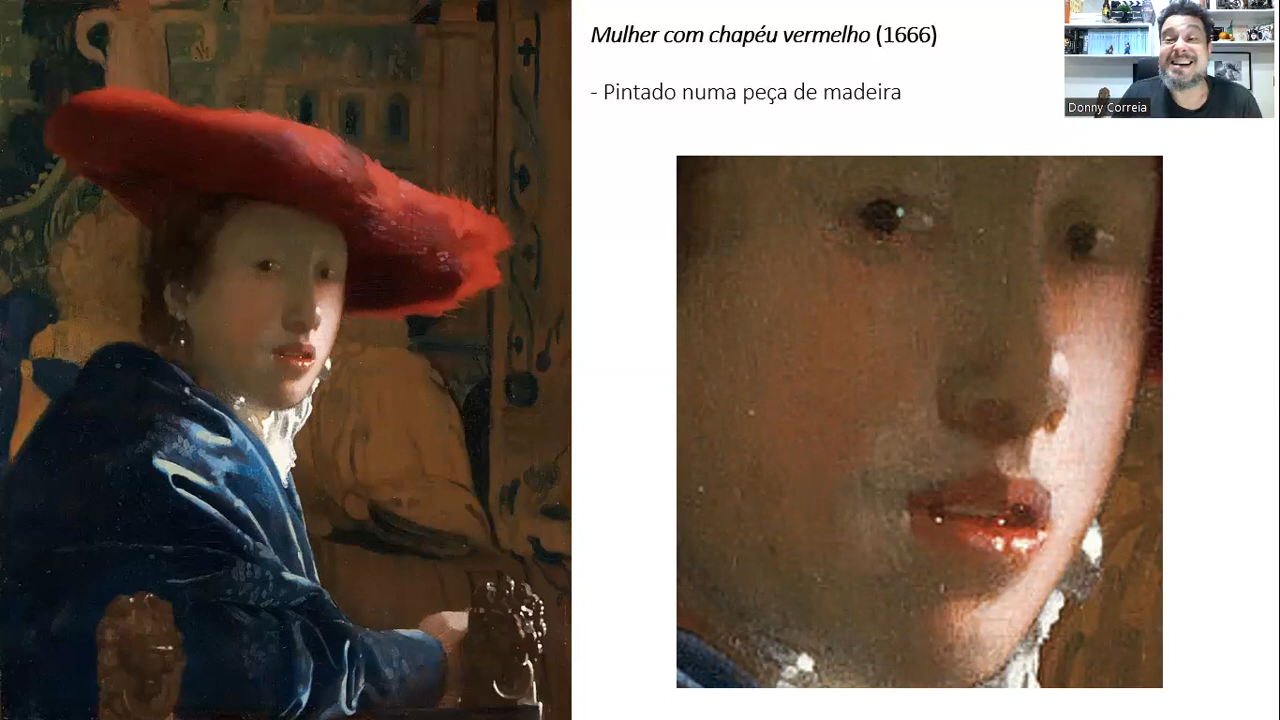 Mulher com chapéu vermelho (1666)
- Pintado numa peça de madeira
Donny Correia